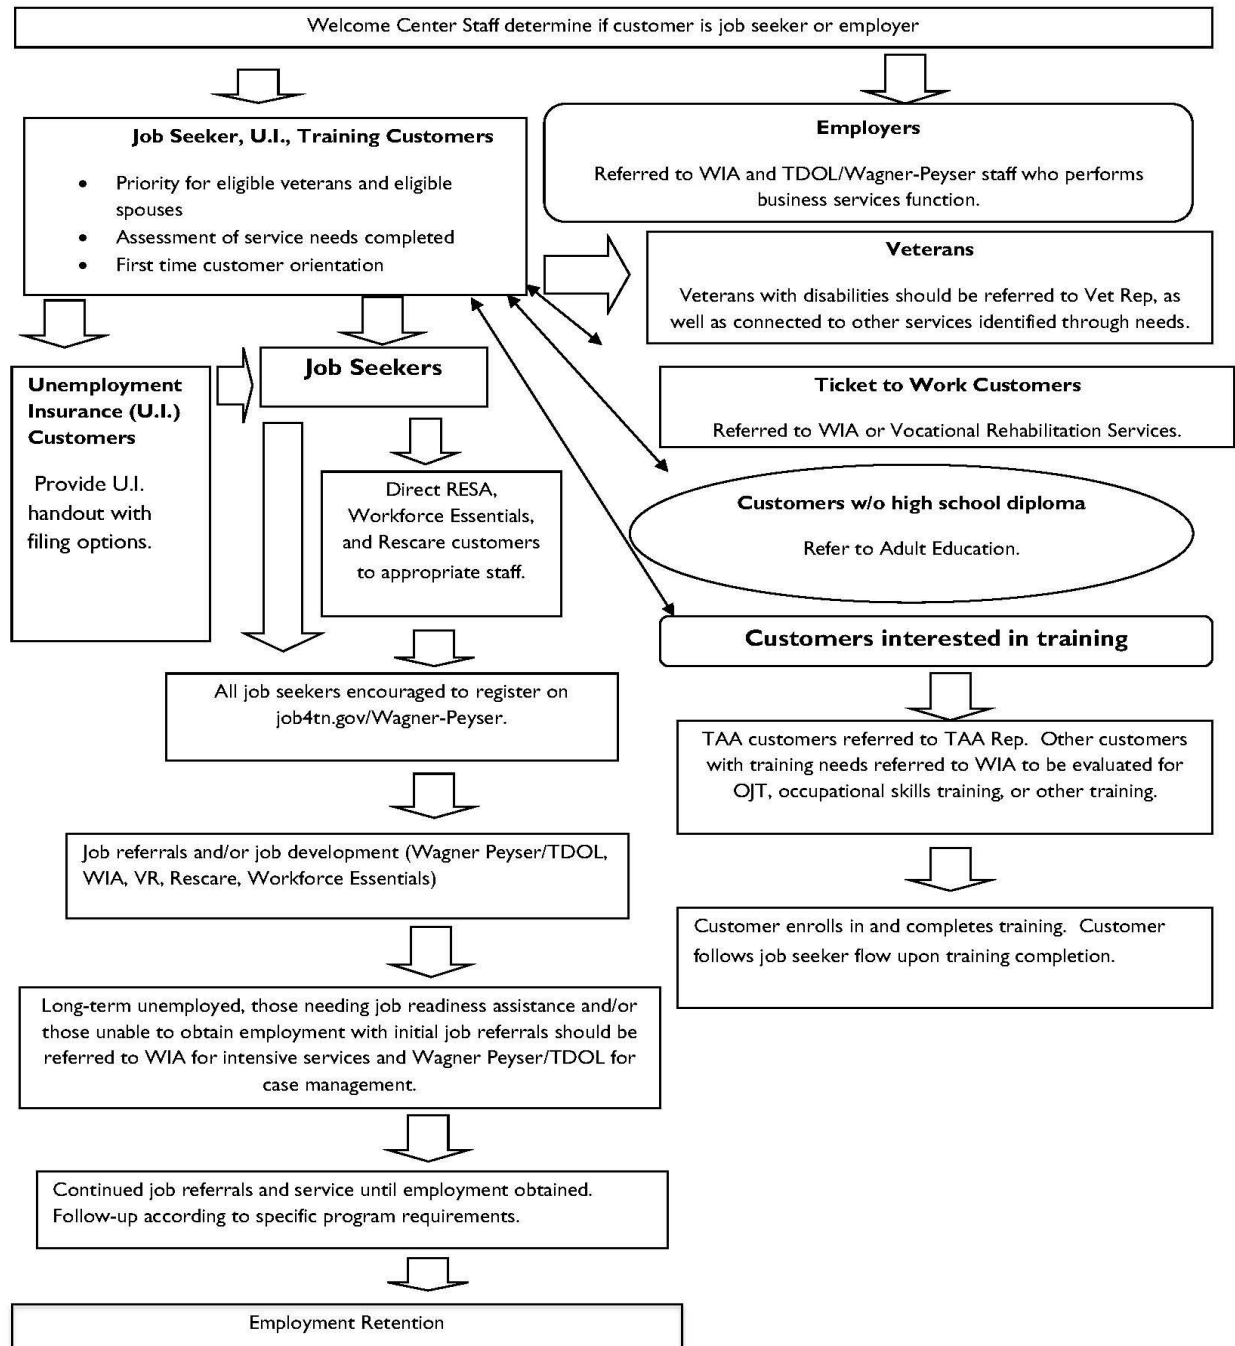 Welcome Center Staff determine if customer is job seeker or employer
Job Seeker, U.I., Training Customers
• Priority for eligible veterans and eligible
spouses
• Assessment of service needs completed
• First time customer orientation
Employers
Referred to WIA and TDOL/Wagner-Peyser staff who performs
business services function.
Veterans
Veterans with disabilities should be referred to Vet Rep, as
well as connected to other services identified through needs.
Unemployment
Insurance (U.I.)
Customers
Provide U.I.
handout with
filing options.
Job Seekers
Ticket to Work Customers
Referred to WIA or Vocational Rehabilitation Services.
Direct RESA,
Workforce Essentials,
and Rescare customers
to appropriate staff.
Customers w/o high school diploma
Refer to Adult Education.
Customers interested in training
All job seekers encouraged to register on
job4tn.gov/Wagner-Peyser.
TAA customers referred to TAA Rep. Other customers
with training needs referred to WIA to be evaluated for
OJT, occupational skills training, or other training.
Job referrals and/or job development (Wagner Peyser/TDOL,
WIA, VR, Rescare, Workforce Essentials)
Customer enrolls in and completes training. Customer
follows job seeker flow upon training completion.
Long-term unemployed, those needing job readiness assistance and/or
those unable to obtain employment with initial job referrals should be
referred to WIA for intensive services and Wagner Peyser/TDOL for
case management.
Continued job referrals and service until employment obtained.
Follow-up according to specific program requirements.
Employment Retention